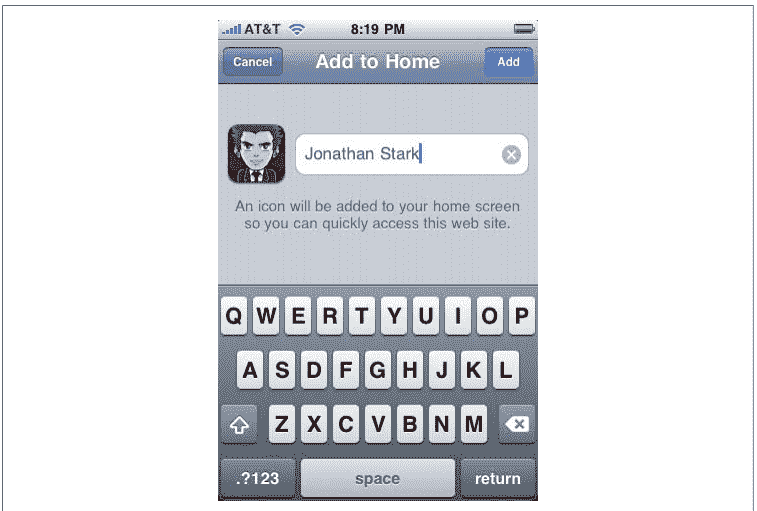 AT&T 8:19 PM
Cancel Add to Home Add
Jonathan Stark
An icon will be added to your home screen
so you can quickly access this web site.
Q W E R T Y U I O P
A S D F G H J K L
Z X C V B N M
.?123 space return